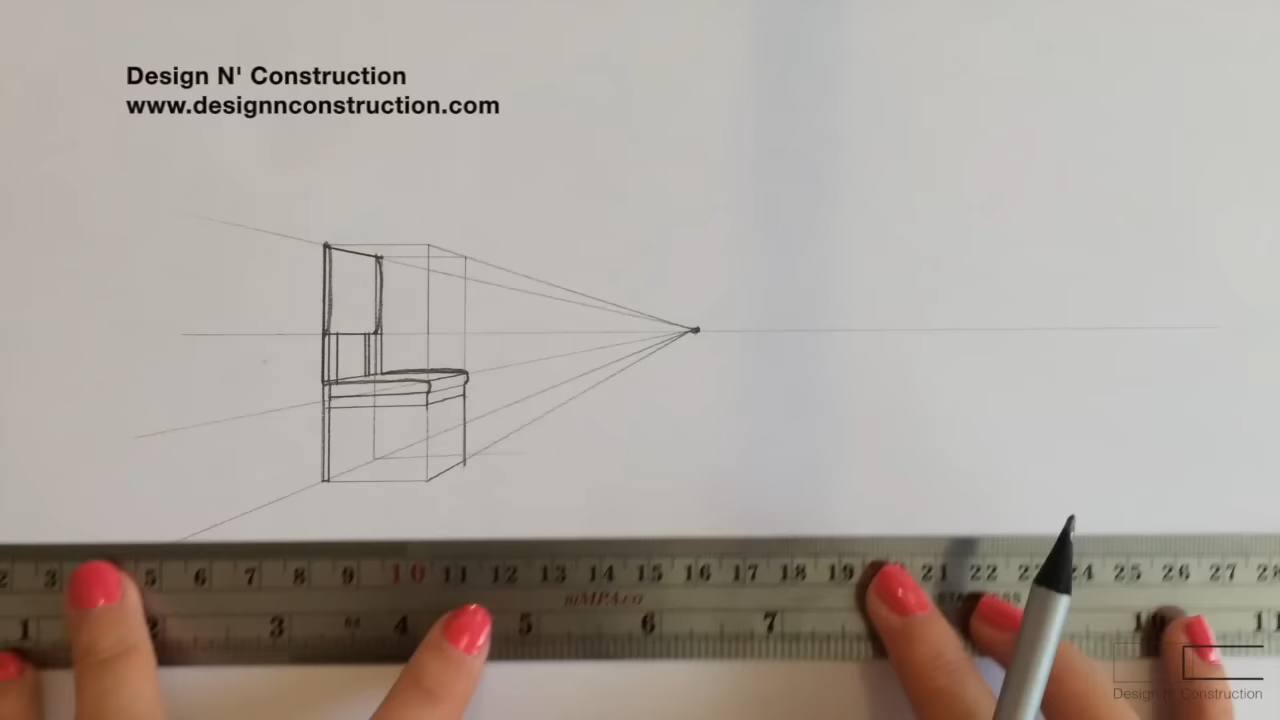 Design N' Construction
www.designnconstruction.com
2 3 5 6 7 8 9 10 11 12 13 14 15 16 17 18 19 21 22 24 25 26 27 28
1 2 3 4 5 6 7 10 11
Design N' Construction